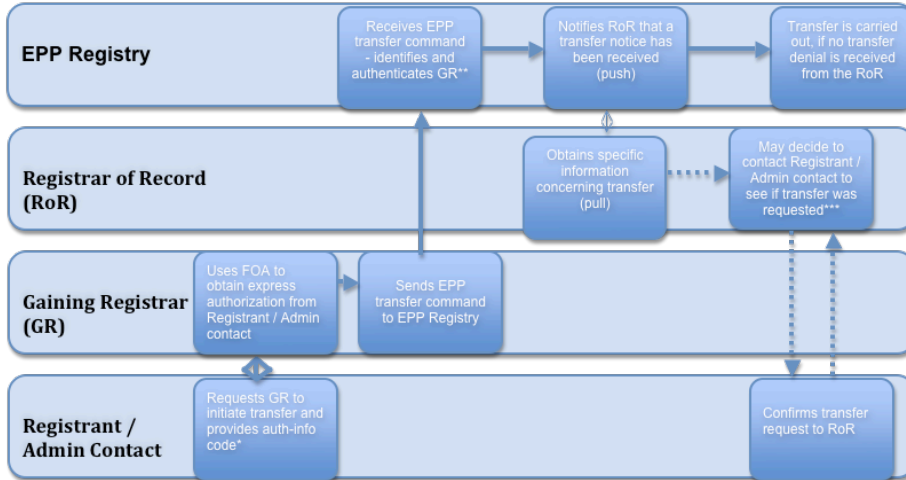 EPP Registry
Receives EPP
transfer command
- identifies and
authenticates GR**
Notifies RoR that a
transfer notice has
been received
(push)
Transfer is carried
out, if no transfer
denial is received
from the RoR
Registrar of Record
(RoR)
Obtains specific
information
concerning transfer
(pull)
May decide to
contact Registrant /
Admin contact to
see if transfer was
requested***
Gaining Registrar
(GR)
Uses FOA to
obtain express
authorization from
Registrant / Admin
contact
Sends EPP
transfer command
to EPP Registry
Registrant /
Admin Contact
Requests GR to
initiate transfer and
provides auth-info
code*
Confirms transfer
request to RoR